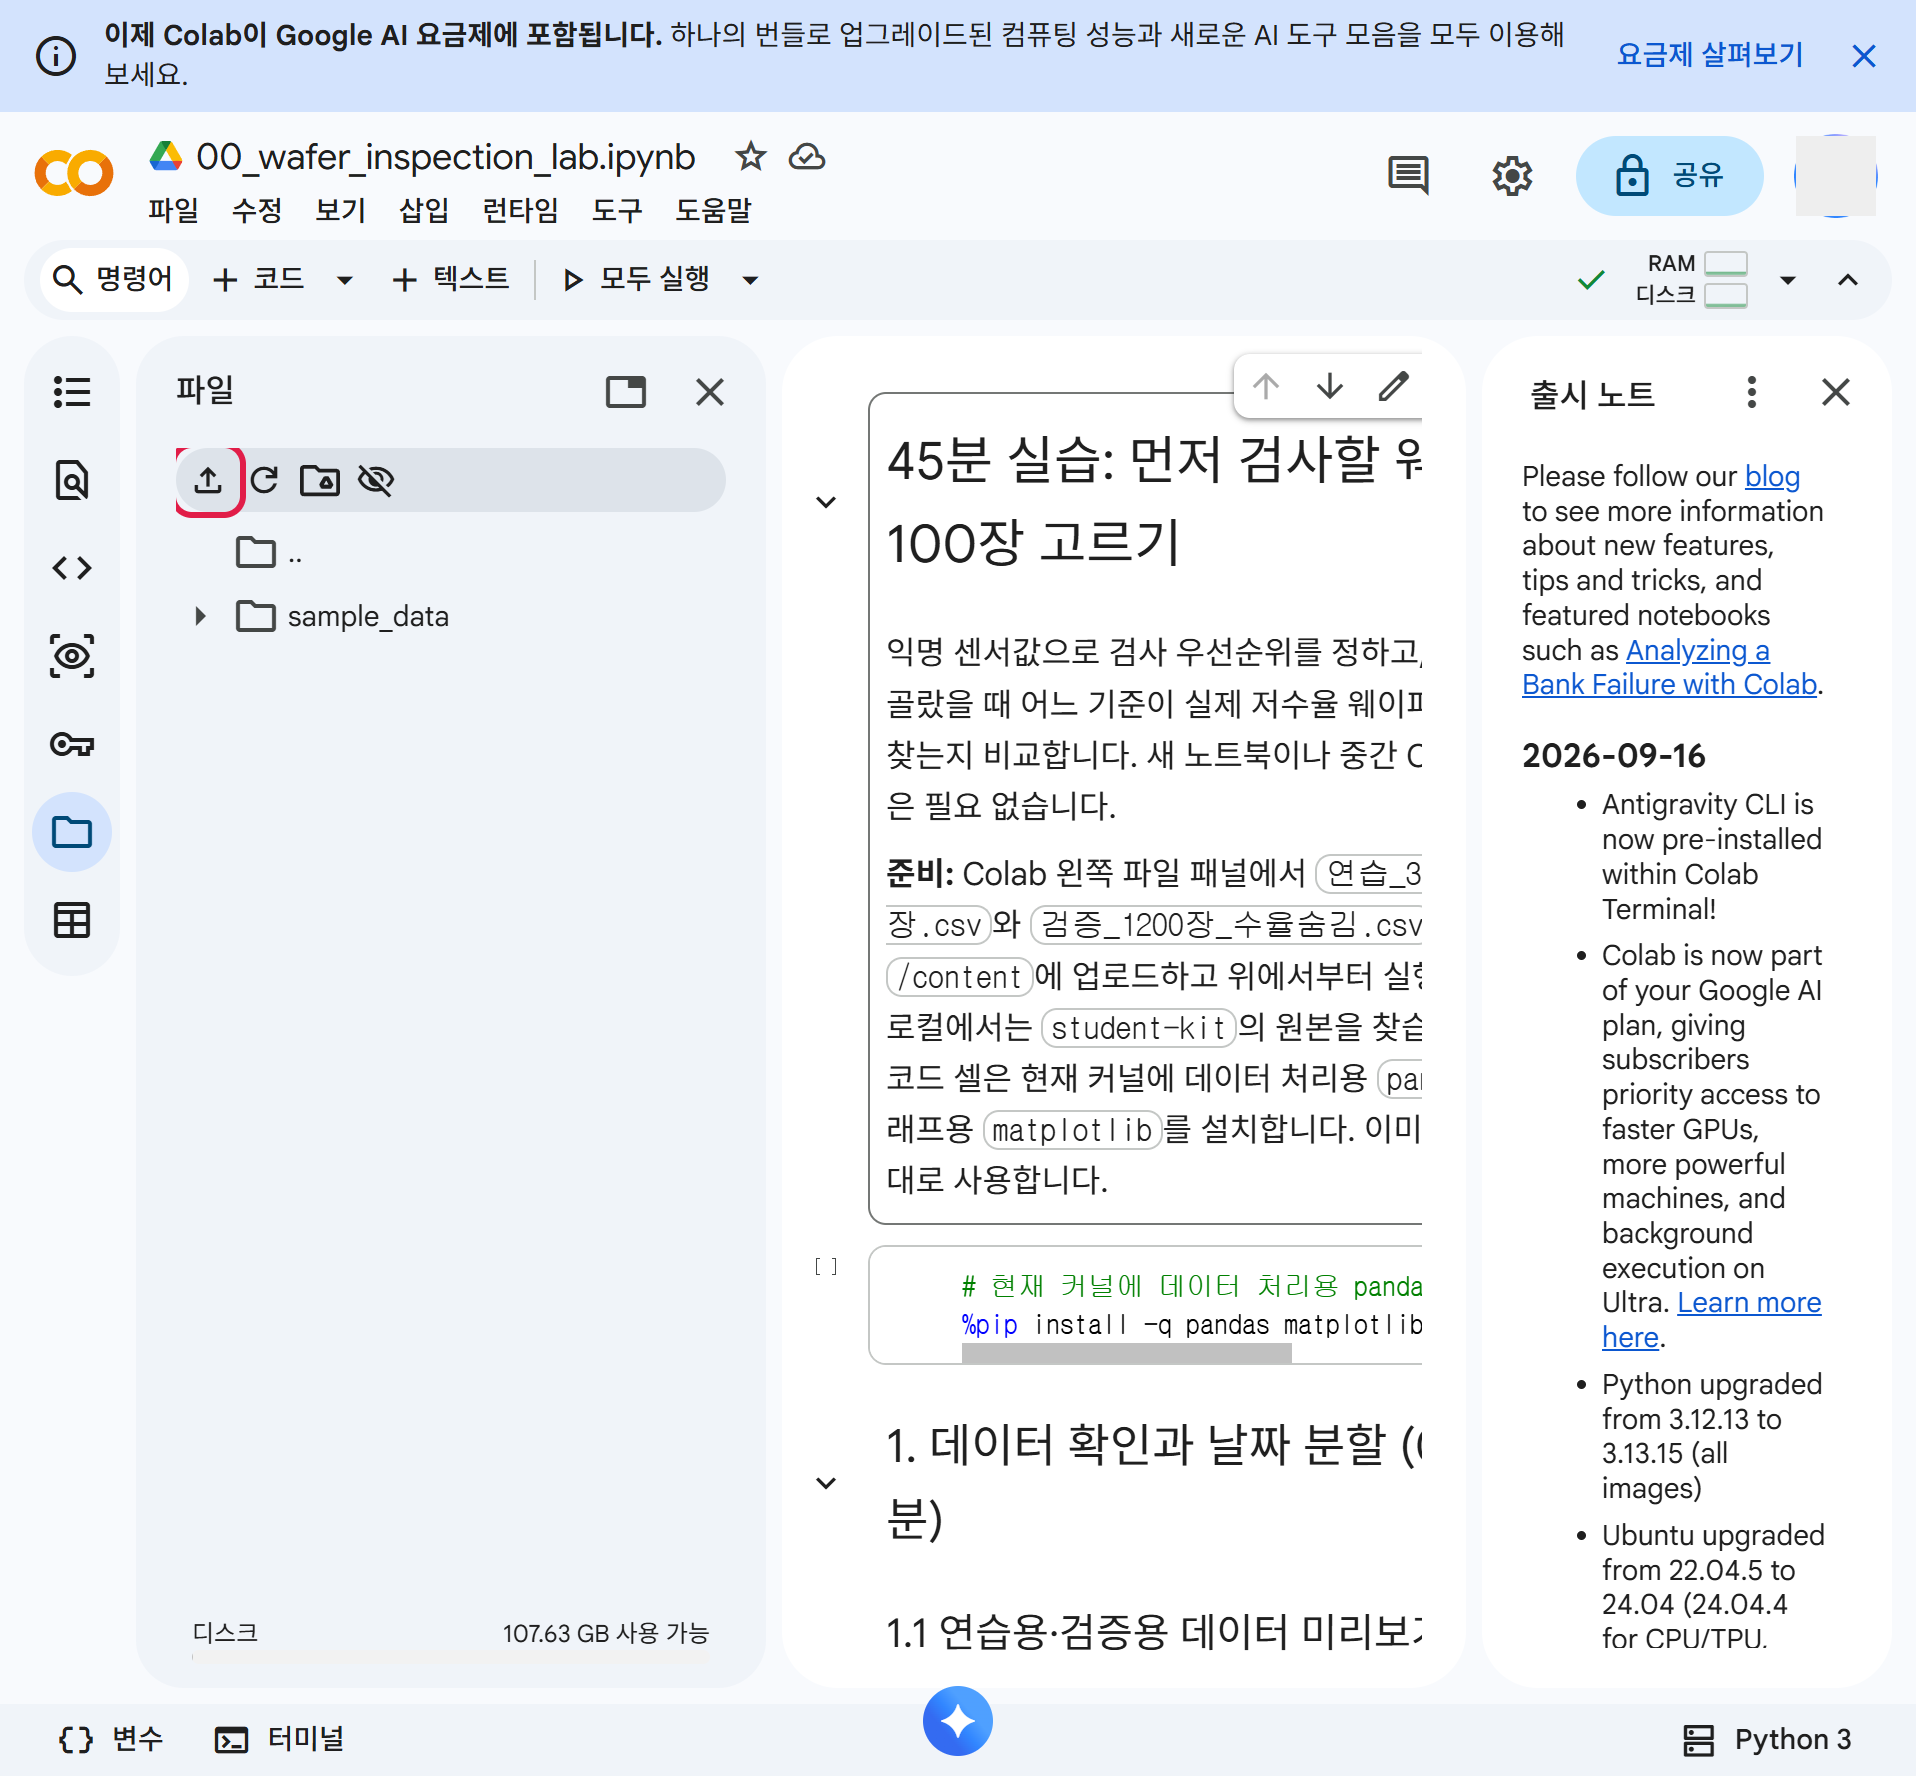 이제 Colab이 Google AI 요금제에 포함됩니다. 하나의 번들로 업그레이드된 컴퓨팅 성능과 새로운 AI 도구 모음을 모두 이용해
보세요.
요금제 살펴보기
00_wafer_inspection_lab.ipynb
파일 수정 보기 삽입 런타임 도구 도움말
공유
명령어 + 코드 + 텍스트 모두 실행
RAM
디스크
파일
..
sample_data
디스크 107.63 GB 사용 가능
45분 실습: 먼저 검사할
100장 고르기
익명 센서값으로 검사 우선순위를 정하고,
골랐을 때 어느 기준이 실제 저수율
찾는지 비교합니다. 새 노트북이나 중간
은 필요 없습니다.
준비: Colab 왼쪽 파일 패널에서 연습_3
장.csv와 검증_1200장_수율숨김.csv
/content에 업로드하고 위에서부터
로컬에서는 student-kit의 원본을
코드 셀은 현재 커널에 데이터 처리용
래프용 matplotlib를 설치합니다. 이미
대로 사용합니다.
[ ]
# 현재 커널에 데이터 처리용 panda
%pip install -q pandas matplotlib
1. 데이터 확인과 날짜 분할
분)
1.1 연습용·검증용 데이터
출시 노트
Please follow our blog
to see more information
about new features,
tips and tricks, and
featured notebooks
such as Analyzing a
Bank Failure with Colab.
2026-09-16
• Antigravity CLI is
now pre-installed
within Colab
Terminal!
• Colab is now part
of your Google AI
plan, giving
subscribers
priority access to
faster GPUs,
more powerful
machines, and
background
execution on
Ultra. Learn more
here.
• Python upgraded
from 3.12.13 to
3.13.15 (all
images)
• Ubuntu upgraded
from 22.04.5 to
24.04 (24.04.4
for CPU/TPU,
변수 터미널
Python 3